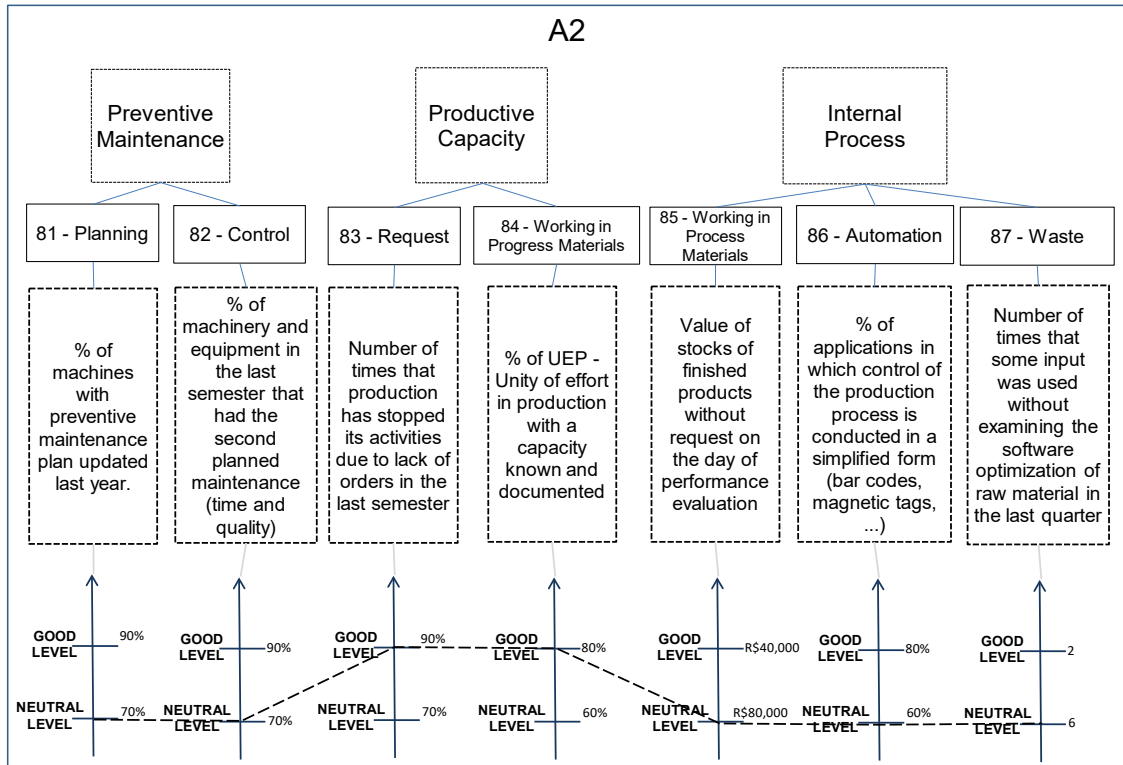 A2
Preventive
Maintenance
Productive
Capacity
Internal
Process
81 - Planning
82 - Control
83 - Request
84 - Working in
Progress Materials
85 - Working in
Process
Materials
86 - Automation
87 - Waste
% of
machines
with
preventive
maintenance
plan updated
last year.
% of
machinery and
equipment in
the last
semester that
had the
second
planned
maintenance
(time and
quality)
Number of
times that
production
has stopped
its activities
due to lack of
orders in the
last semester
% of UEP -
Unity of effort
in production
with a
capacity
known and
documented
Value of
stocks of
finished
products
without
request on
the day of
performance
evaluation
% of
applications in
which control
of the
production
process is
conducted in a
simplified form
(bar codes,
magnetic tags,
...)
Number of
times that
some input
was used
without
examining the
software
optimization of
raw material in
the last quarter
GOOD
LEVEL
90%
NEUTRAL
LEVEL
70%
GOOD
LEVEL
90%
NEUTRAL
LEVEL
70%
GOOD
LEVEL
90%
NEUTRAL
LEVEL
70%
GOOD
LEVEL
80%
NEUTRAL
LEVEL
60%
GOOD
LEVEL
R$40,000
NEUTRAL
LEVEL
R$80,000
GOOD
LEVEL
80%
NEUTRAL
LEVEL
60%
GOOD
LEVEL
2
NEUTRAL
LEVEL
6